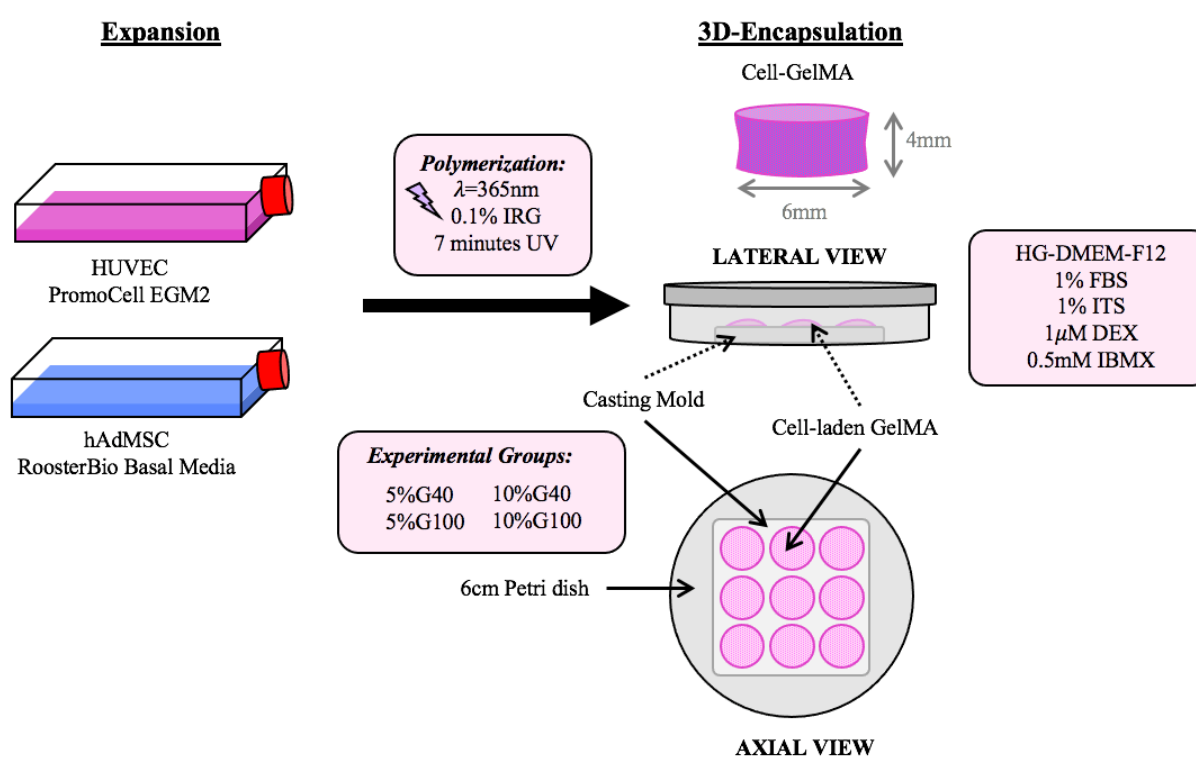 Expansion
HUVEC
PromoCell EGM2
hAdMSC
RoosterBio Basal Media
Polymerization:
λ=365nm
0.1% IRG
7 minutes UV
Experimental Groups:
5%G40 10%G40
5%G100 10%G100
3D-Encapsulation
Cell-GelMA
4mm
6mm
LATERAL VIEW
HG-DMEM-F12
1% FBS
1% ITS
1μM DEX
0.5mM IBMX
Casting Mold
Cell-laden GelMA
6cm Petri dish
AXIAL VIEW